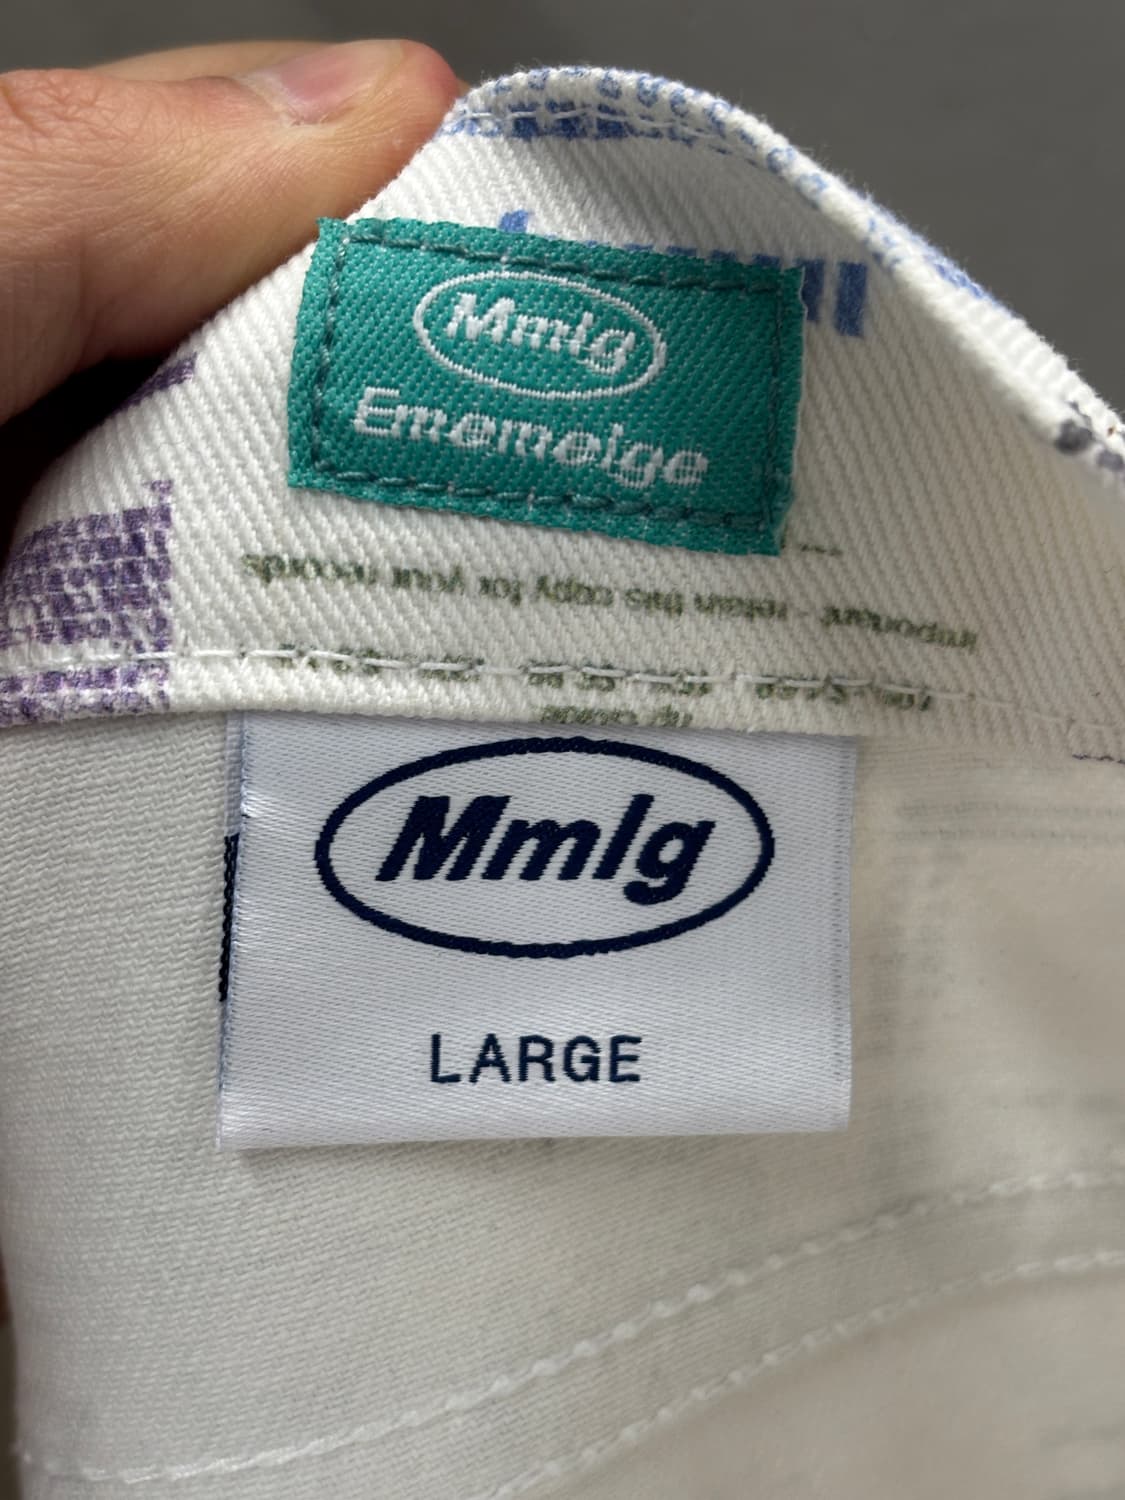 Mmlg
Ememelge
important - retain this copy for your records
Mmlg
LARGE